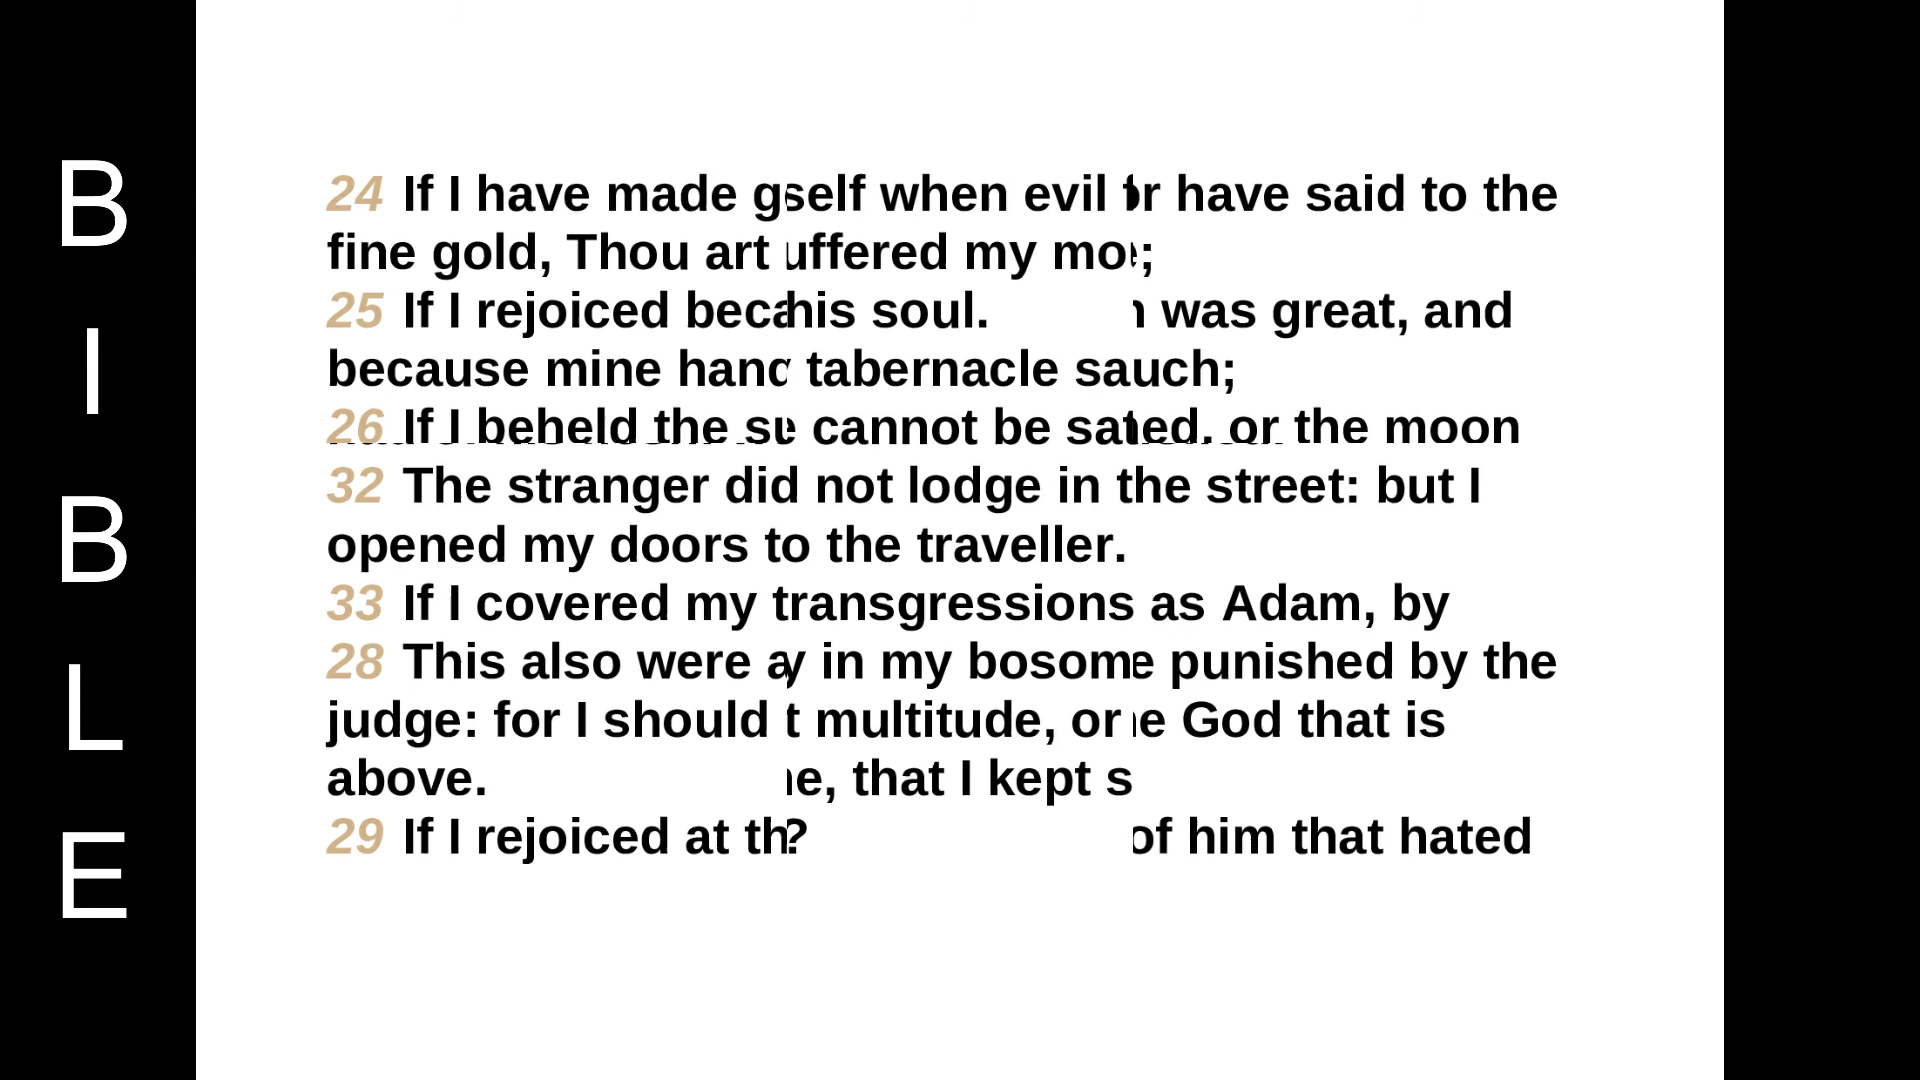 BIBLE
24 If I have made gself when evil or have said to the
fine gold, Thou art uffered my mo;
25 If I rejoiced beca his soul. was great, and
because mine hand tabernacle sauch;
26 If I beheld the su cannot be sated, or the moon
32 The stranger did not lodge in the street: but I
opened my doors to the traveller.
33 If I covered my transgressions as Adam, by
28 This also were ay in my bosome punished by the
judge: for I should t multitude, or e God that is
above. e, that I kept s
29 If I rejoiced at th? of him that hated